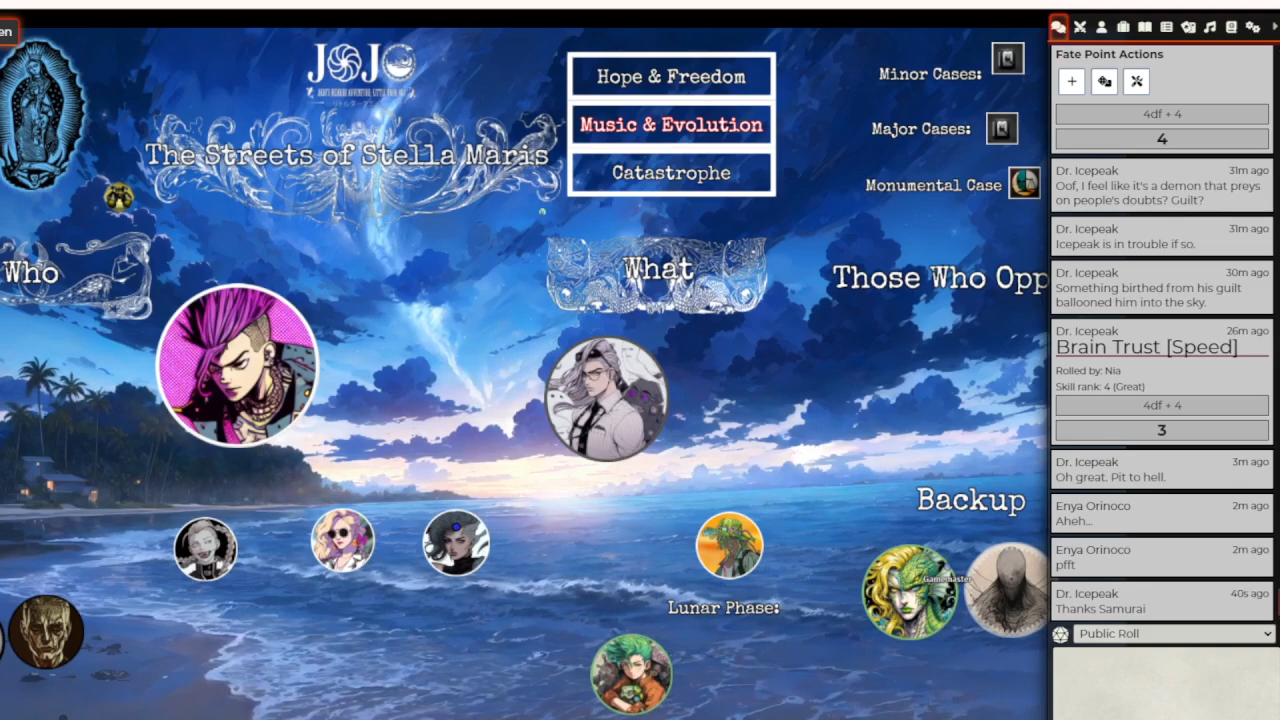 en
JOJO
The Streets of Stella Maris
Hope & Freedom
Music & Evolution
Catastrophe
Minor Cases:
Major Cases:
Monumental Case
Who
What
Those Who Opp
Backup
Gamemaster
Lunar Phase:
Fate Point Actions
4df + 4
4
Dr. Icepeak 31m ago
Oof, I feel like it's a demon that preys
on people's doubts? Guilt?
Dr. Icepeak 31m ago
Icepeak is in trouble if so.
Dr. Icepeak 30m ago
Something birthed from his guilt
ballooned him into the sky.
Dr. Icepeak 26m ago
Brain Trust [Speed]
Rolled by: Nia
Skill rank: 4 (Great)
4df + 4
3
Dr. Icepeak 3m ago
Oh great. Pit to hell.
Enya Orinoco 2m ago
Aheh...
Enya Orinoco 2m ago
pfft
Dr. Icepeak 40s ago
Thanks Samurai
Public Roll